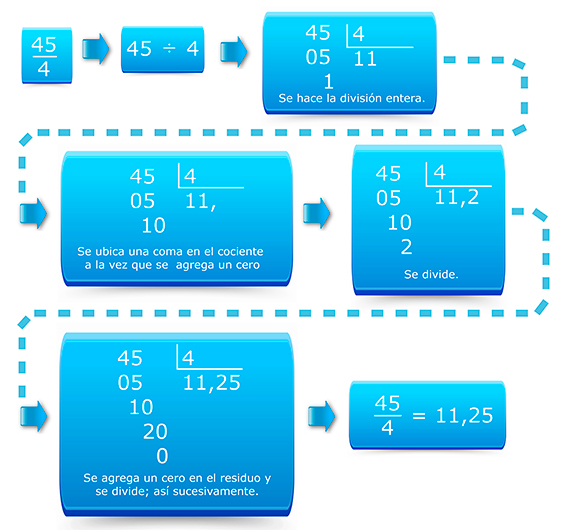 45
4
45 ÷ 4
45 4
05 11
1
Se hace la división entera.
45 4
05 11,
10
Se ubica una coma en el cociente
a la vez que se agrega un cero
45 4
05 11,2
10
2
Se divide.
45 4
05 11,25
10
20
0
Se agrega un cero en el residuo y
se divide; así sucesivamente.
45
4 = 11,25